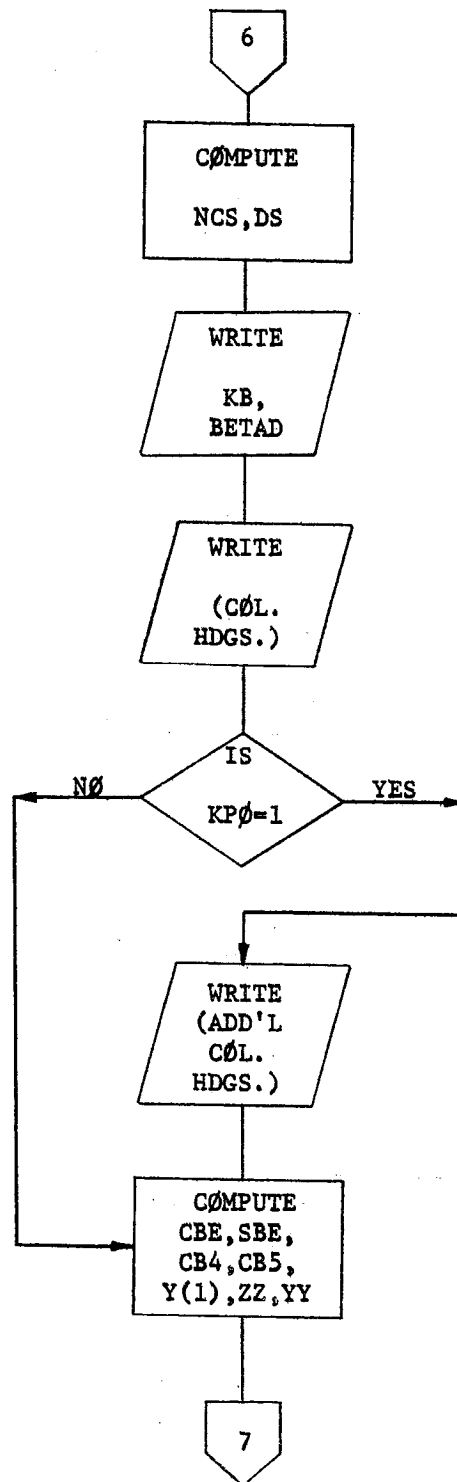 6
CØMPUTE
NCS,DS
WRITE
KB,
BETAD
WRITE
(CØL.
HDGS.)
IS
KPØ=1
NØ
YES
WRITE
(ADD'L
CØL.
HDGS.)
CØMPUTE
CBE,SBE,
CB4,CB5,
Y(1),ZZ,YY
7